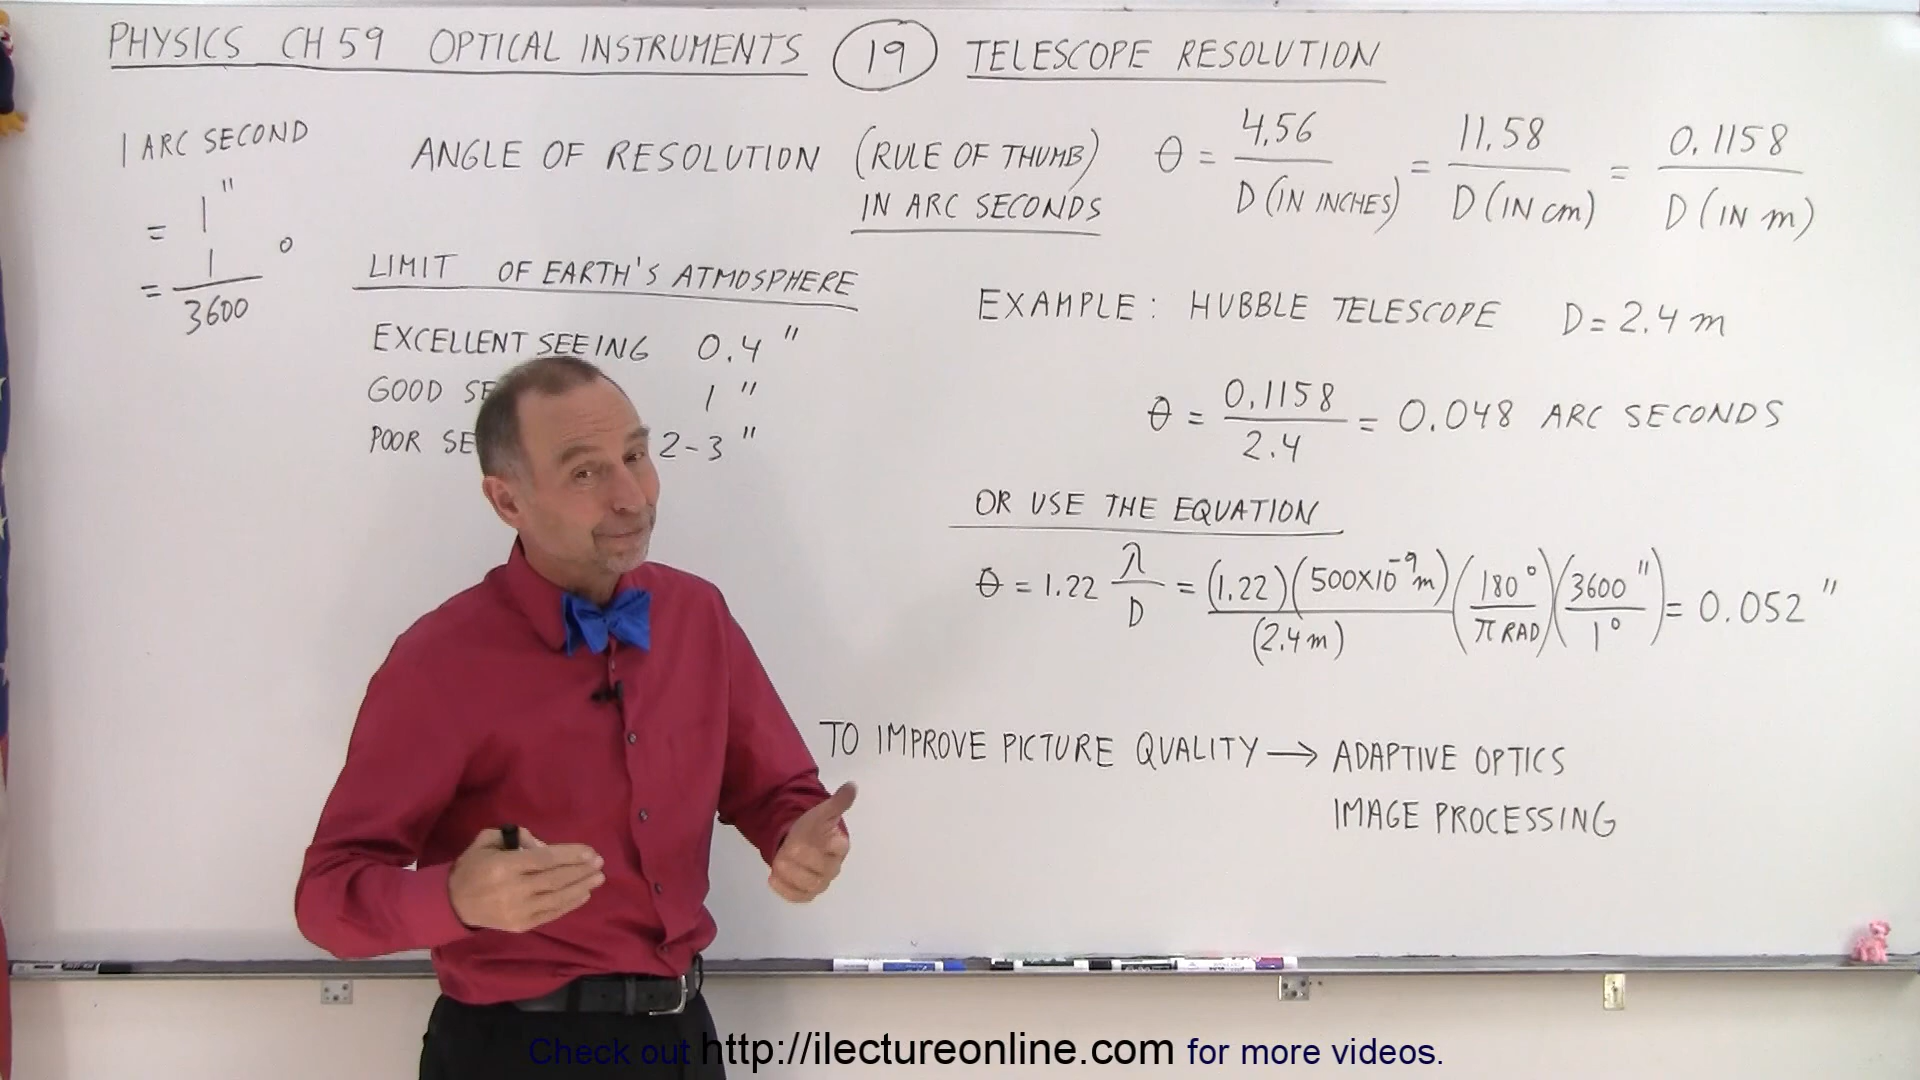 PHYSICS CH 59 OPTICAL INSTRUMENTS 19 TELESCOPE RESOLUTION
1 ARC SECOND
= 1"
= 1/3600 °
ANGLE OF RESOLUTION (RULE OF THUMB) θ = 4.56/D (IN INCHES) = 11.58/D (IN cm) = 0.1158/D (IN m)
IN ARC SECONDS
LIMIT OF EARTH'S ATMOSPHERE
EXCELLENT SEEING 0.4"
GOOD SE 1"
POOR SE 2-3"
EXAMPLE: HUBBLE TELESCOPE D = 2.4 m
θ = 0.1158/2.4 = 0.048 ARC SECONDS
OR USE THE EQUATION
θ = 1.22 λ/D = (1.22)(500×10⁻⁹m)/(2.4 m) (180°/π RAD)(3600"/1°) = 0.052"
TO IMPROVE PICTURE QUALITY → ADAPTIVE OPTICS
IMAGE PROCESSING
Check out http://ilectureonline.com for more videos.